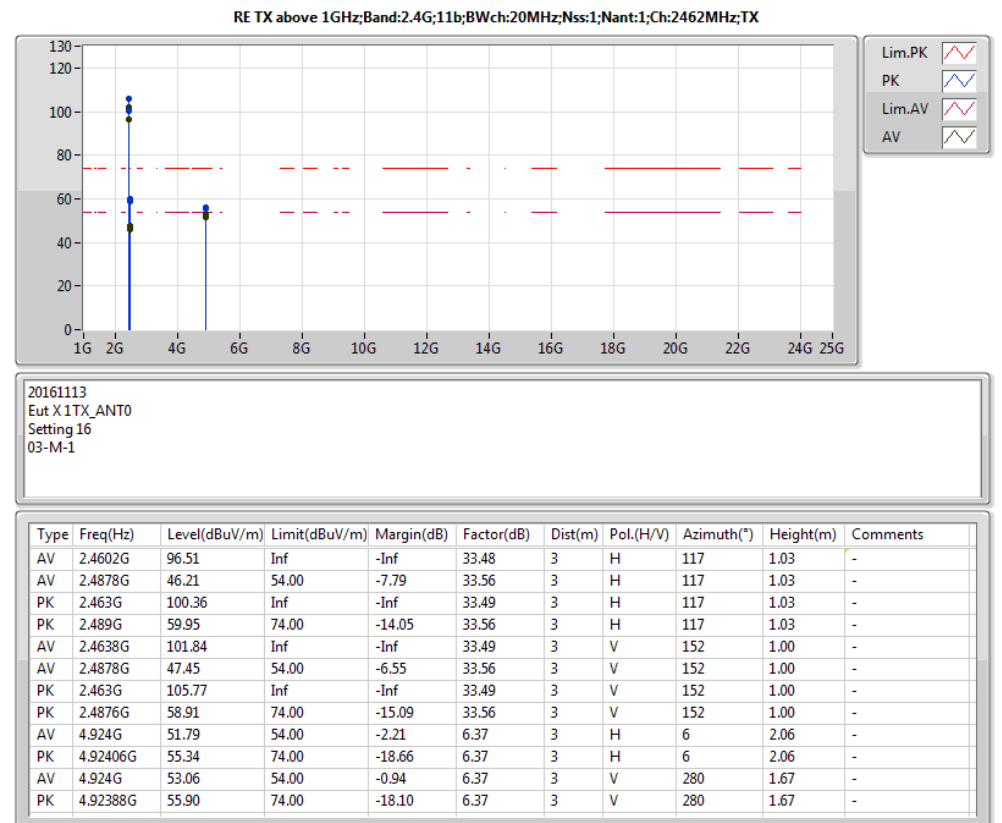 RE TX above 1GHz;Band:2.4G;11b;BWch:20MHz;Nss:1;Nant:1;Ch:2462MHz;TX
130
120
100
80
60
40
20
0
1G 2G 4G 6G 8G 10G 12G 14G 16G 18G 20G 22G 24G 25G
Lim.PK
PK
Lim.AV
AV
20161113
Eut X 1TX_ANT0
Setting 16
03-M-1
Type Freq(Hz) Level(dBuV/m) Limit(dBuV/m) Margin(dB) Factor(dB) Dist(m) Pol.(H/V) Azimuth(°) Height(m) Comments
AV 2.4602G 96.51 Inf -Inf 33.48 3 H 117 1.03 -
AV 2.4878G 46.21 54.00 -7.79 33.56 3 H 117 1.03 -
PK 2.463G 100.36 Inf -Inf 33.49 3 H 117 1.03 -
PK 2.489G 59.95 74.00 -14.05 33.56 3 H 117 1.03 -
AV 2.4638G 101.84 Inf -Inf 33.49 3 V 152 1.00 -
AV 2.4878G 47.45 54.00 -6.55 33.56 3 V 152 1.00 -
PK 2.463G 105.77 Inf -Inf 33.49 3 V 152 1.00 -
PK 2.4876G 58.91 74.00 -15.09 33.56 3 V 152 1.00 -
AV 4.924G 51.79 54.00 -2.21 6.37 3 H 6 2.06 -
PK 4.92406G 55.34 74.00 -18.66 6.37 3 H 6 2.06 -
AV 4.924G 53.06 54.00 -0.94 6.37 3 V 280 1.67 -
PK 4.92388G 55.90 74.00 -18.10 6.37 3 V 280 1.67 -